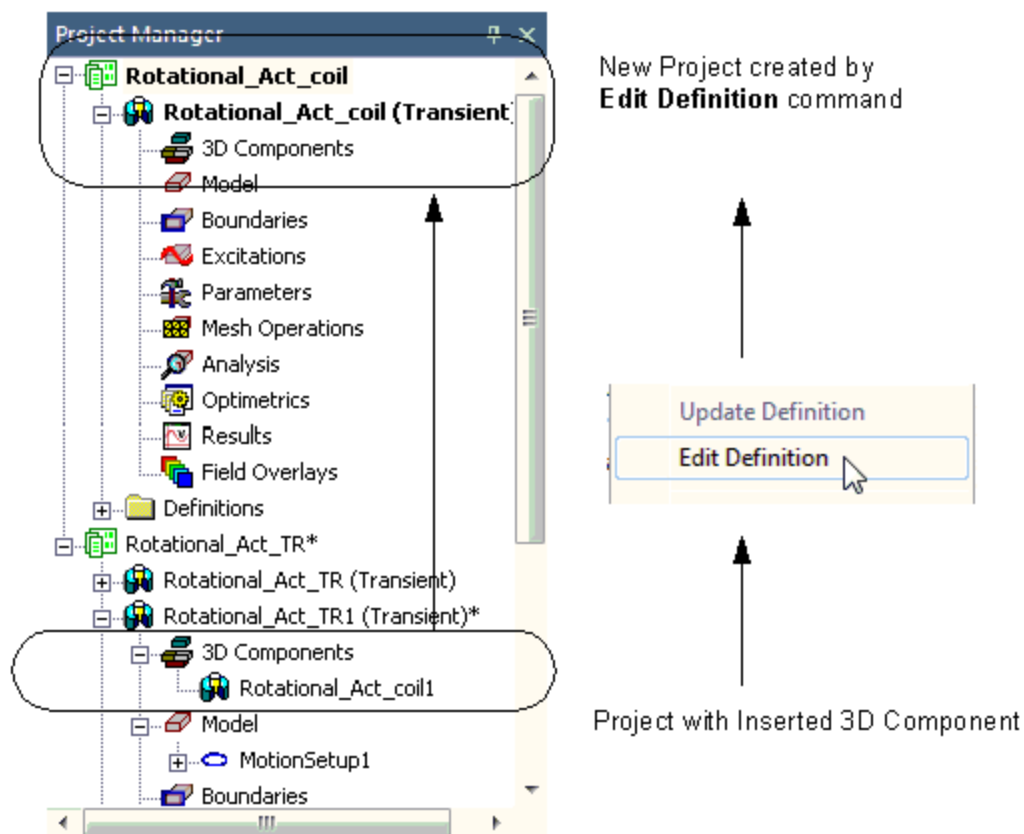 Project Manager
Rotational_Act_coil
Rotational_Act_coil (Transient)
3D Components
Model
Boundaries
Excitations
Parameters
Mesh Operations
Analysis
Optimetrics
Results
Field Overlays
Definitions
Rotational_Act_TR*
Rotational_Act_TR (Transient)
Rotational_Act_TR1 (Transient)*
3D Components
Rotational_Act_coil1
Model
MotionSetup1
Boundaries
New Project created by
Edit Definition command
Update Definition
Edit Definition
Project with Inserted 3D Component